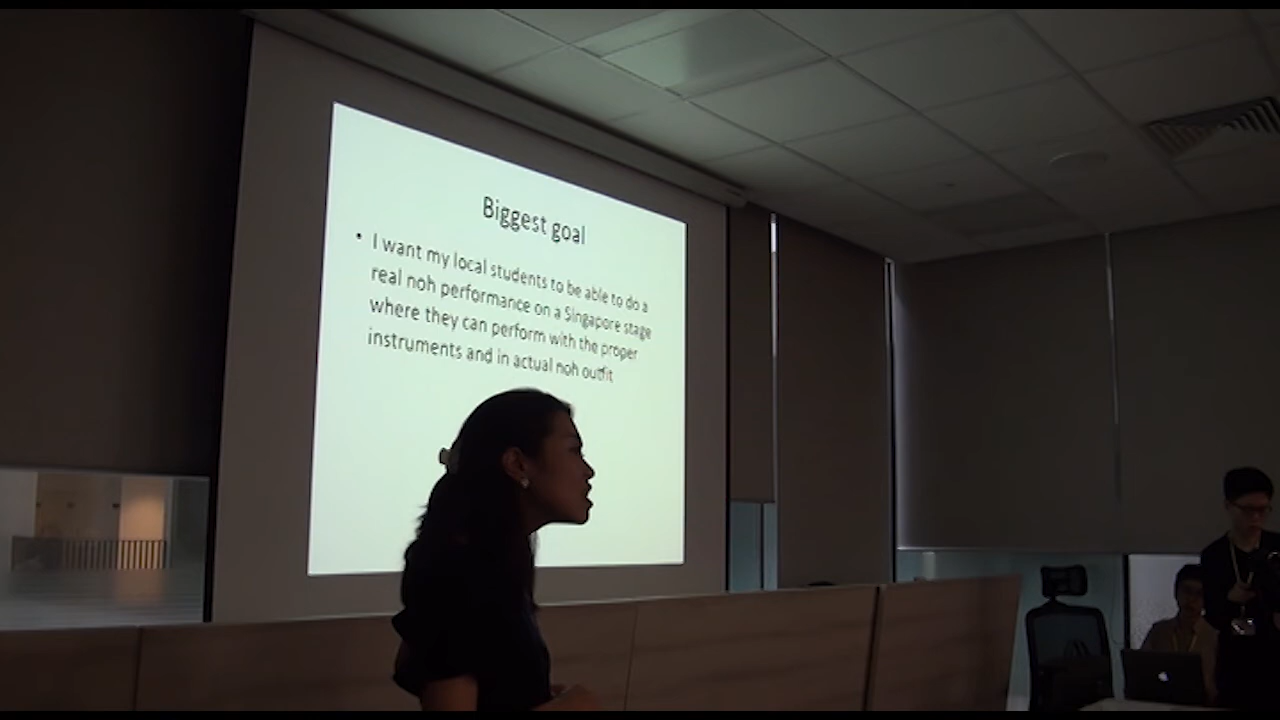 Biggest goal
• I want my local students to be able to do a
real noh performance on a Singapore stage
where they can perform with the proper
instruments and in actual noh outfit